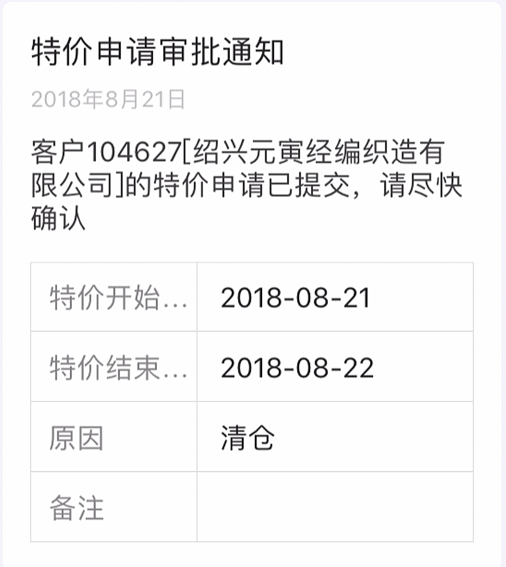 特价申请审批通知
2018年8月21日
客户104627[绍兴元寅经编织造有
限公司]的特价申请已提交，请尽快
确认
特价开始... 2018-08-21
特价结束... 2018-08-22
原因 清仓
备注